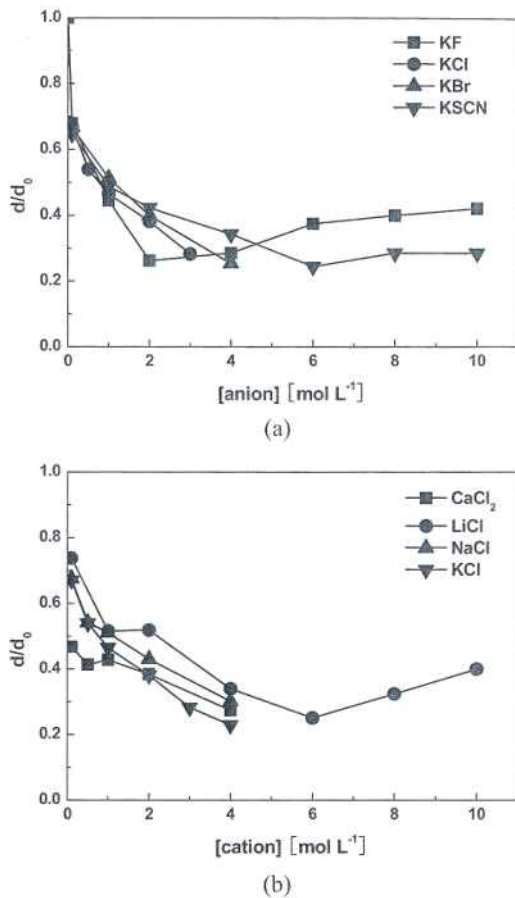 1.0
0.8
0.6
0.4
0.2
0.0
d/d₀
KF
KCl
KBr
KSCN
0 2 4 6 8 10
[anion] [mol L⁻¹]
(a)
1.0
0.8
0.6
0.4
0.2
0.0
d/d₀
CaCl₂
LiCl
NaCl
KCl
0 2 4 6 8 10
[cation] [mol L⁻¹]
(b)